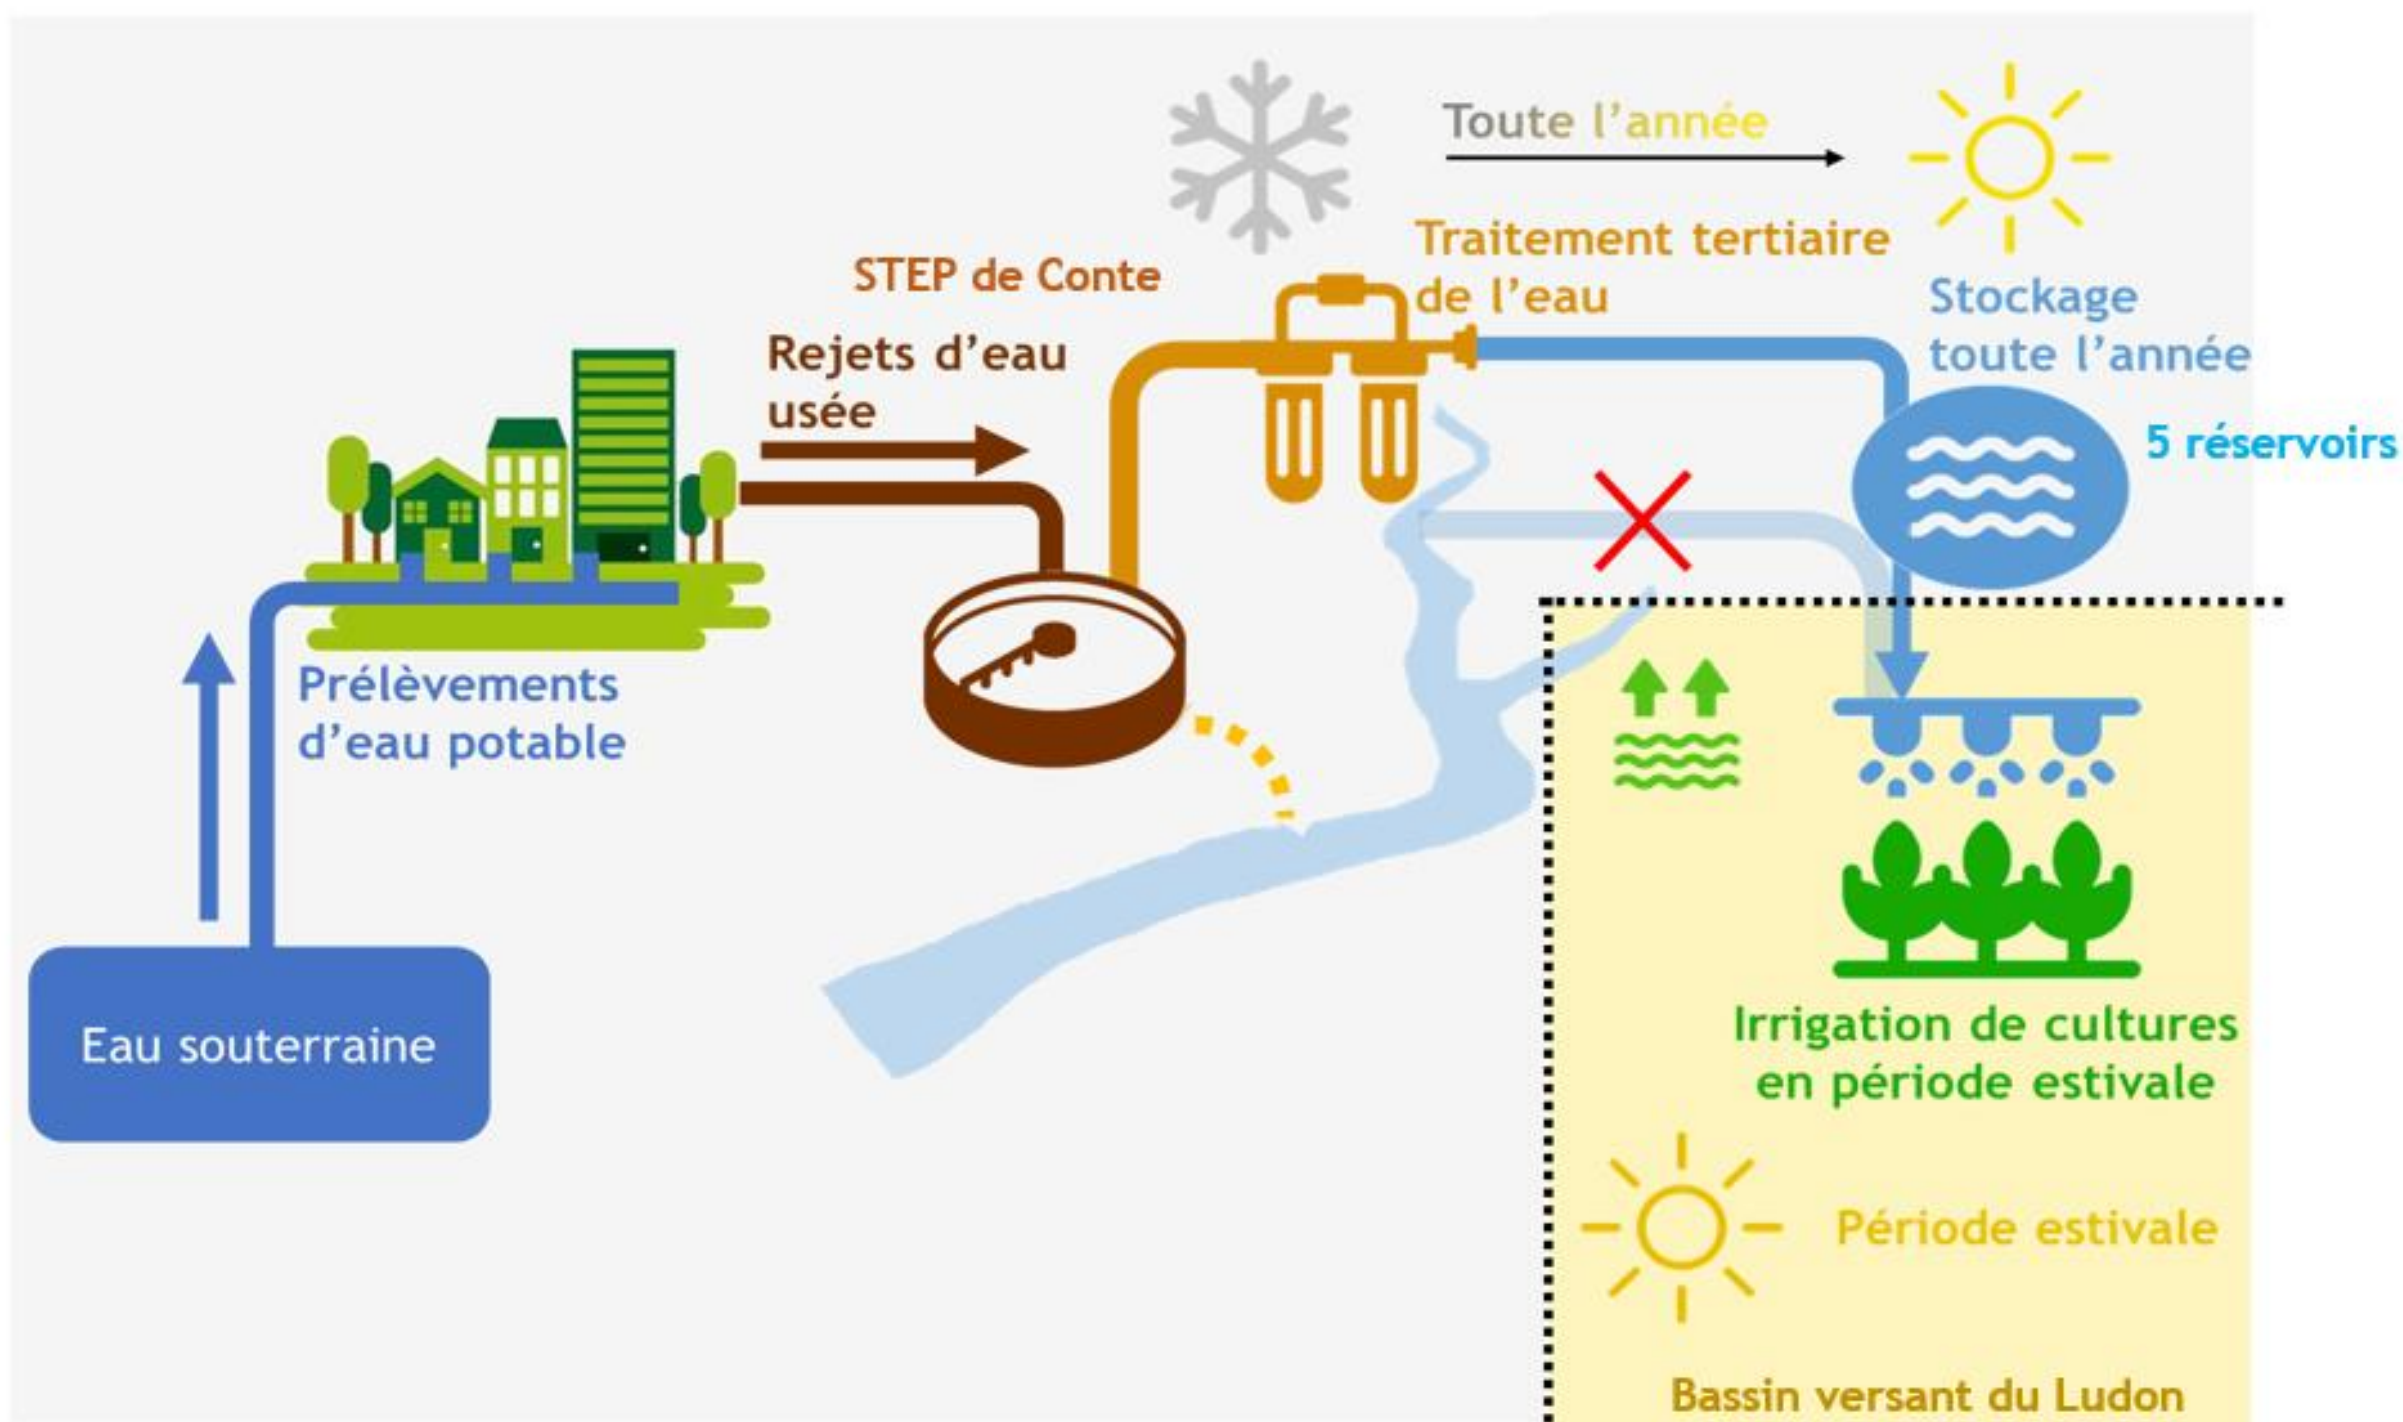 Toute l'année
Traitement tertiaire
de l'eau
STEP de Conte
Rejets d'eau
usée
Stockage
toute l'année
5 réservoirs
Prélèvements
d'eau potable
Eau souterraine
Irrigation de cultures
en période estivale
Période estivale
Bassin versant du Ludon